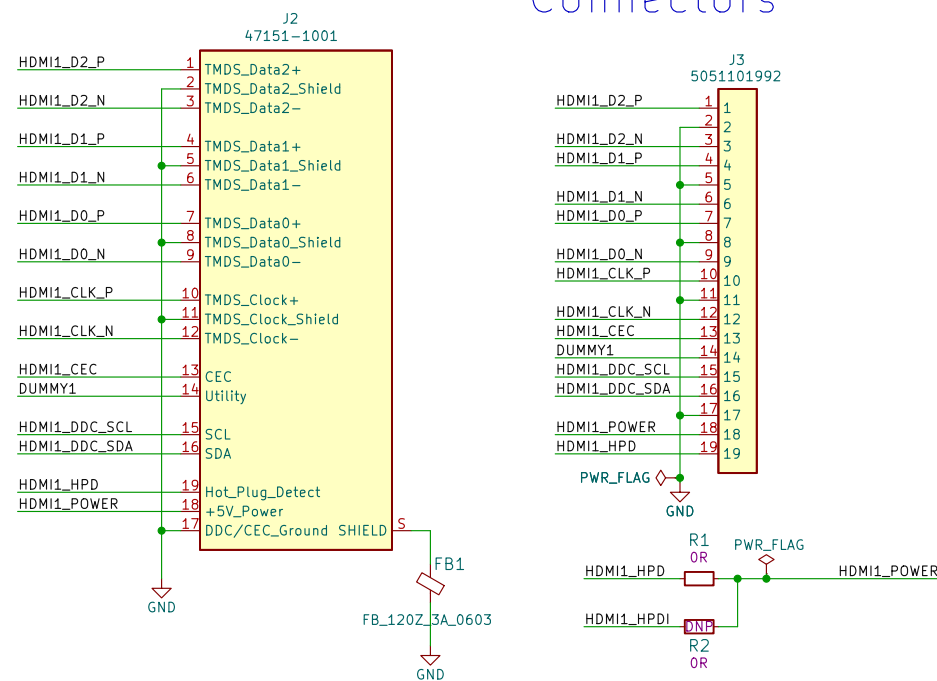 Connectors
J2
47151-1001
HDMI1_D2_P 1 TMDS_Data2+
2 TMDS_Data2_Shield
HDMI1_D2_N 3 TMDS_Data2-
HDMI1_D1_P 4 TMDS_Data1+
5 TMDS_Data1_Shield
HDMI1_D1_N 6 TMDS_Data1-
HDMI1_D0_P 7 TMDS_Data0+
8 TMDS_Data0_Shield
HDMI1_D0_N 9 TMDS_Data0-
HDMI1_CLK_P 10 TMDS_Clock+
11 TMDS_Clock_Shield
HDMI1_CLK_N 12 TMDS_Clock-
HDMI1_CEC 13 CEC
DUMMY1 14 Utility
HDMI1_DDC_SCL 15 SCL
HDMI1_DDC_SDA 16 SDA
HDMI1_HPD 19 Hot_Plug_Detect
HDMI1_POWER 18 +5V_Power
17 DDC/CEC_Ground SHIELD S
GND
FB1
FB_120Z_3A_0603
GND
J3
5051101992
HDMI1_D2_P 1 1
2 2
HDMI1_D2_N 3 3
HDMI1_D1_P 4 4
5 5
HDMI1_D1_N 6 6
HDMI1_D0_P 7 7
8 8
HDMI1_D0_N 9 9
HDMI1_CLK_P 10 10
11 11
HDMI1_CLK_N 12 12
HDMI1_CEC 13 13
DUMMY1 14 14
HDMI1_DDC_SCL 15 15
HDMI1_DDC_SDA 16 16
17 17
HDMI1_POWER 18 18
HDMI1_HPD 19 19
PWR_FLAG
GND
R1
0R
PWR_FLAG
HDMI1_HPD
HDMI1_POWER
HDMI1_HPDI
DNP
R2
0R